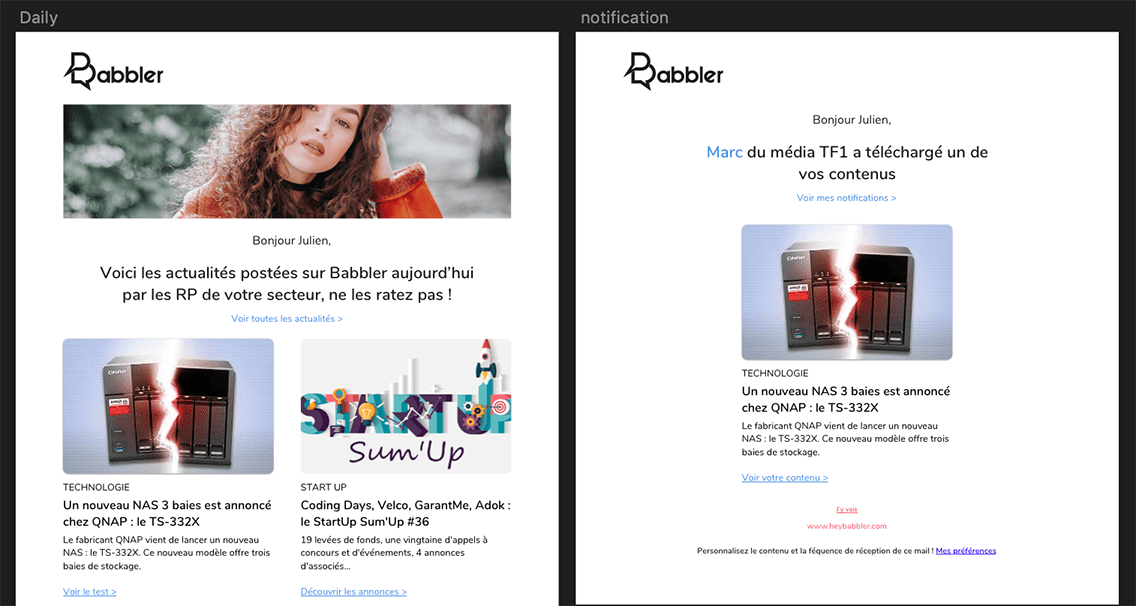 Daily
Babbler
Bonjour Julien,
Voici les actualités postées sur Babbler aujourd’hui
par les RP de votre secteur, ne les ratez pas !
Voir toutes les actualités >
QNAP
TECHNOLOGIE
Un nouveau NAS 3 baies est annoncé
chez QNAP : le TS-332X
Le fabricant QNAP vient de lancer un nouveau
NAS : le TS-332X. Ce nouveau modèle offre trois
baies de stockage.
Voir le test >
STARTUP
Sum'Up
START UP
Coding Days, Velco, GarantMe, Adok :
le StartUp Sum'Up #36
19 levées de fonds, une vingtaine d'appels à
concours et d'événements, 4 annonces
d'associés...
Découvrir les annonces >
notification
Babbler
Bonjour Julien,
Marc du média TF1 a téléchargé un de
vos contenus
Voir mes notifications >
QNAP
TECHNOLOGIE
Un nouveau NAS 3 baies est annoncé
chez QNAP : le TS-332X
Le fabricant QNAP vient de lancer un nouveau
NAS : le TS-332X. Ce nouveau modèle offre trois
baies de stockage.
Voir votre contenu >
J'y vais
www.heybabbler.com
Personnalisez le contenu et la féquence de réception de ce mail ! Mes préférences